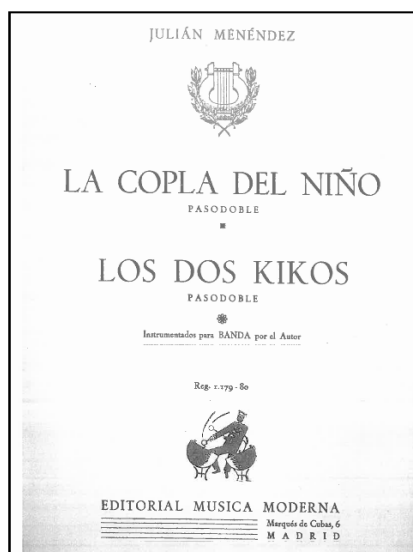 JULIÁN MÉNÉNDEZ
LA COPLA DEL NIÑO
PASODOBLE
LOS DOS KIKOS
PASODOBLE
Instrumentados para BANDA por el Autor
Reg. 1.179-80
EDITORIAL MUSICA MODERNA
Marqués de Cubas, 6
MADRID